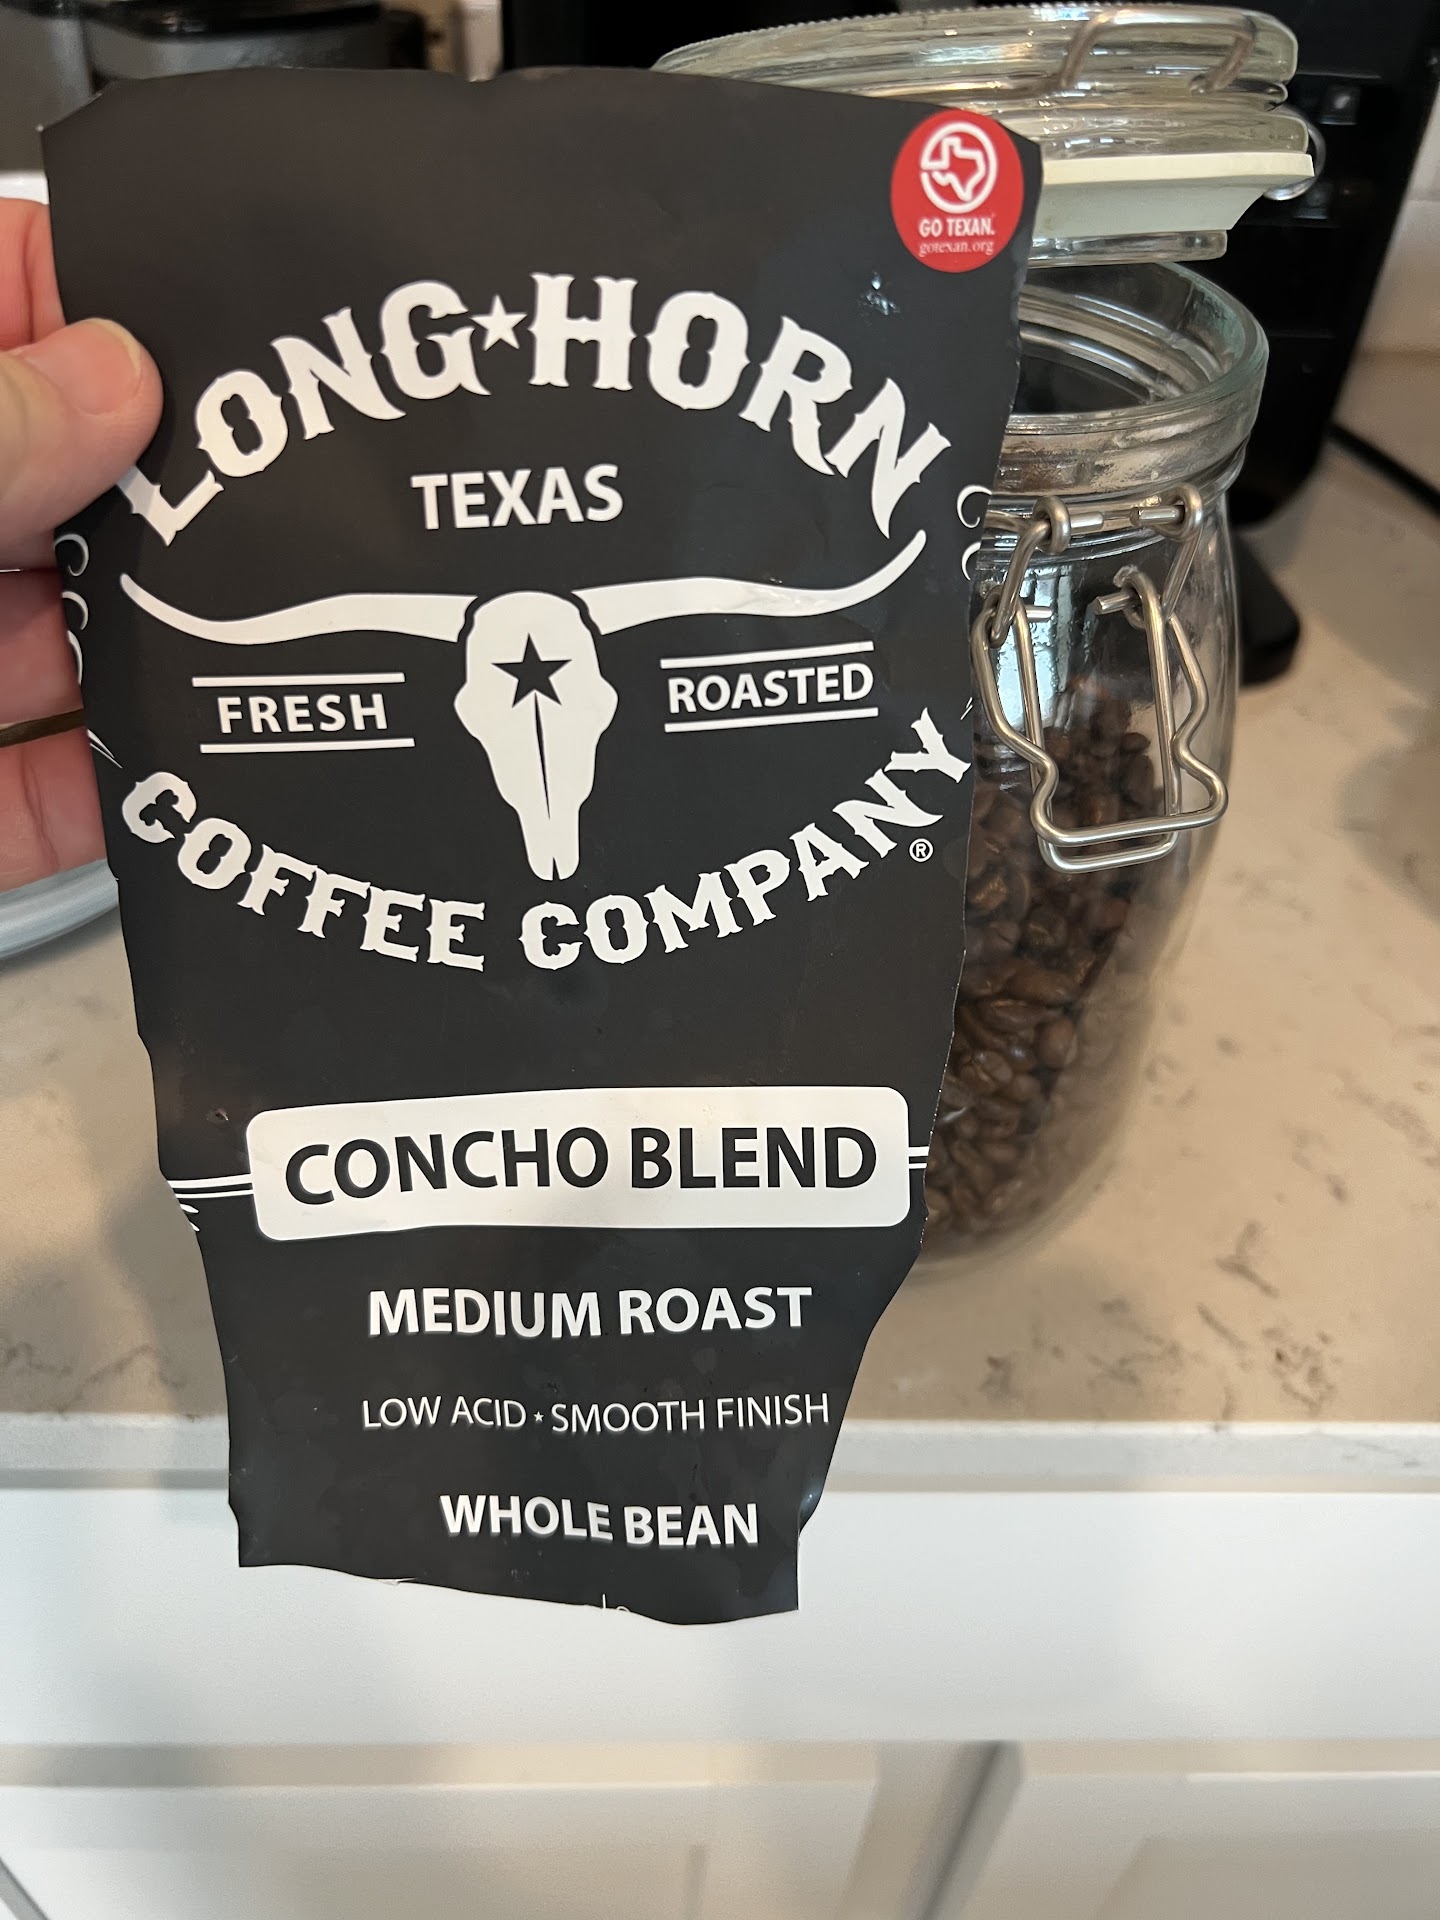 GO TEXAN.
gotexan.org
LONG★HORN
TEXAS
FRESH ROASTED
COFFEE COMPANY®
CONCHO BLEND
MEDIUM ROAST
LOW ACID ★ SMOOTH FINISH
WHOLE BEAN